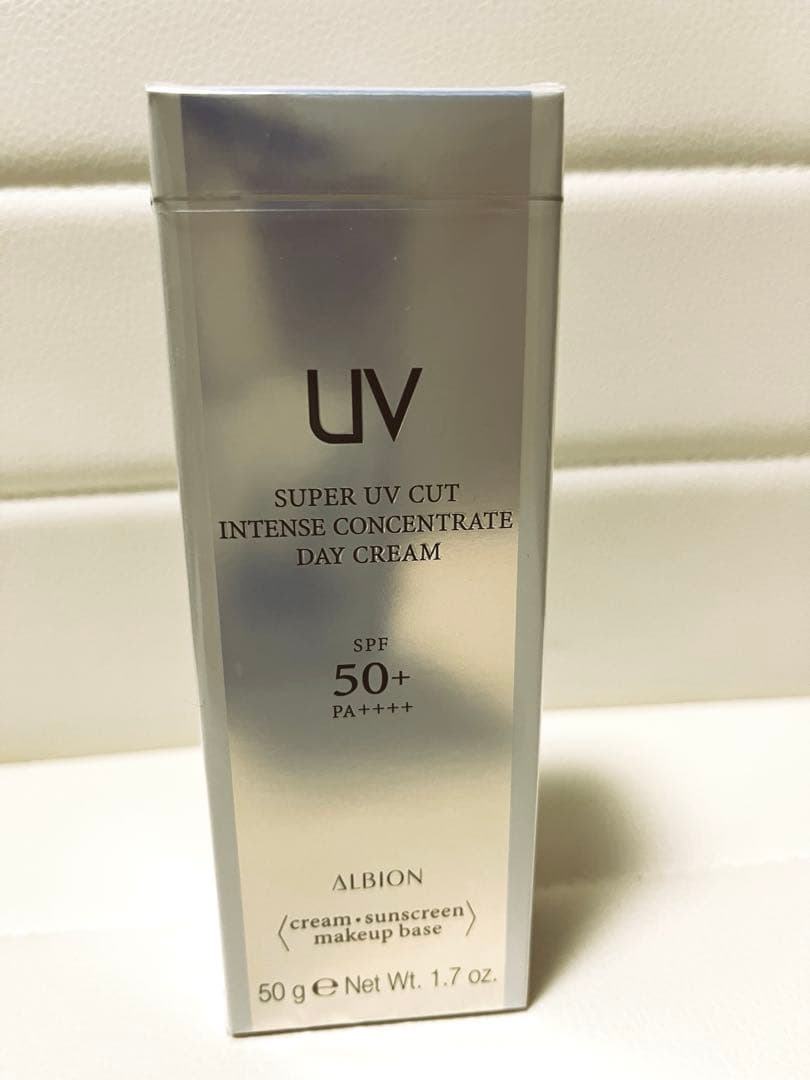 UV
SUPER UV CUT
INTENSE CONCENTRATE
DAY CREAM
SPF
50+
PA++++
ALBION
〈cream・sunscreen
makeup base〉
50 g ℮ Net Wt. 1.7 oz.